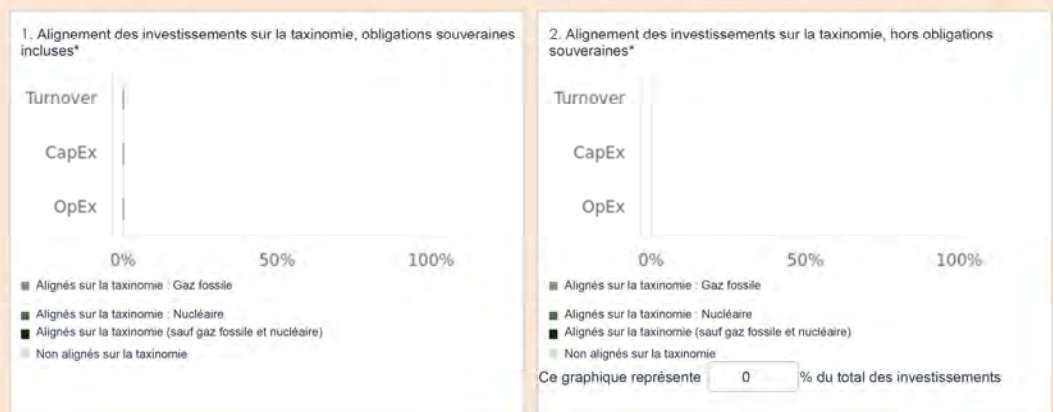 1. Alignement des investissements sur la taxinomie, obligations souveraines
incluses*
Turnover
CapEx
OpEx
0% 50% 100%
Alignés sur la taxinomie : Gaz fossile
Alignés sur la taxinomie : Nucléaire
Alignés sur la taxinomie (sauf gaz fossile et nucléaire)
Non alignés sur la taxinomie
2. Alignement des investissements sur la taxinomie, hors obligations
souveraines*
Turnover
CapEx
OpEx
0% 50% 100%
Alignés sur la taxinomie : Gaz fossile
Alignés sur la taxinomie : Nucléaire
Alignés sur la taxinomie (sauf gaz fossile et nucléaire)
Non alignés sur la taxinomie
Ce graphique représente 0 % du total des investissements